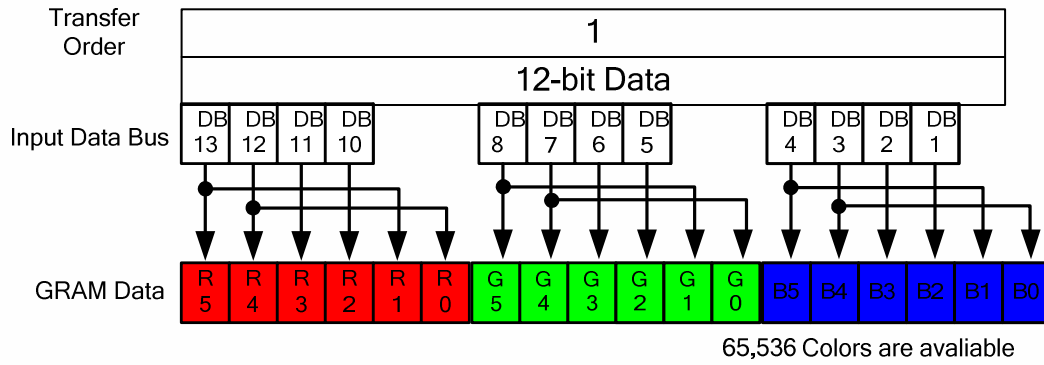 Transfer Order
1
12-bit Data
Input Data Bus
DB 13 DB 12 DB 11 DB 10 DB 8 DB 7 DB 6 DB 5 DB 4 DB 3 DB 2 DB 1
GRAM Data
R 5 R 4 R 3 R 2 R 1 R 0 G 5 G 4 G 3 G 2 G 1 G 0 B5 B4 B3 B2 B1 B0
65,536 Colors are avaliable